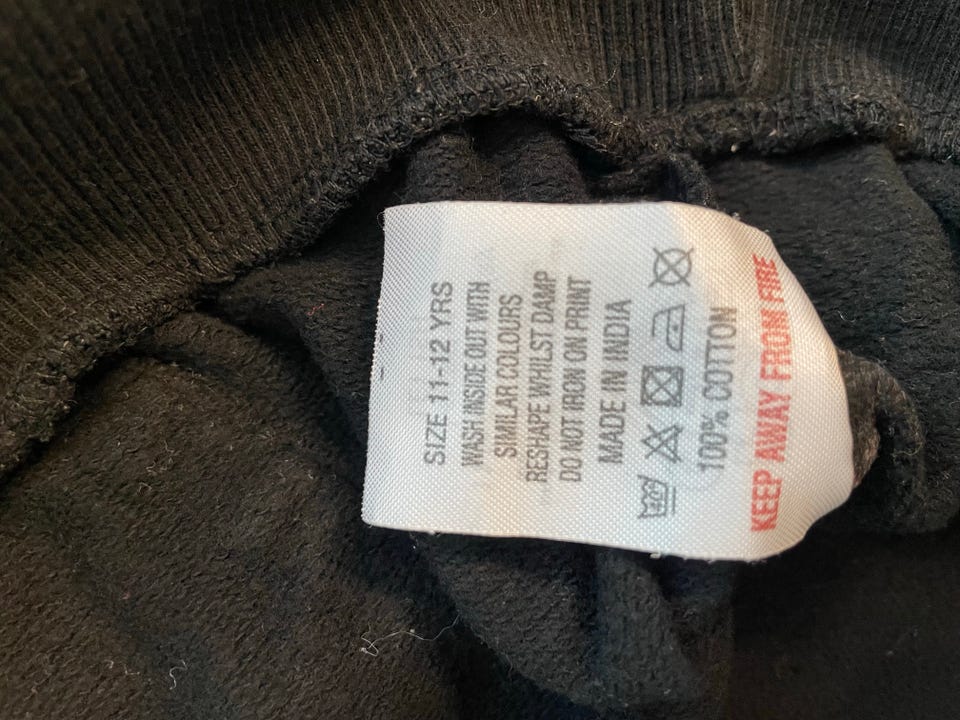 SIZE 11-12 YRS
WASH INSIDE OUT WITH
SIMILAR COLOURS
RESHAPE WHILST DAMP
DO NOT IRON ON PRINT
MADE IN INDIA
40°
100% COTTON
KEEP AWAY FROM FIRE